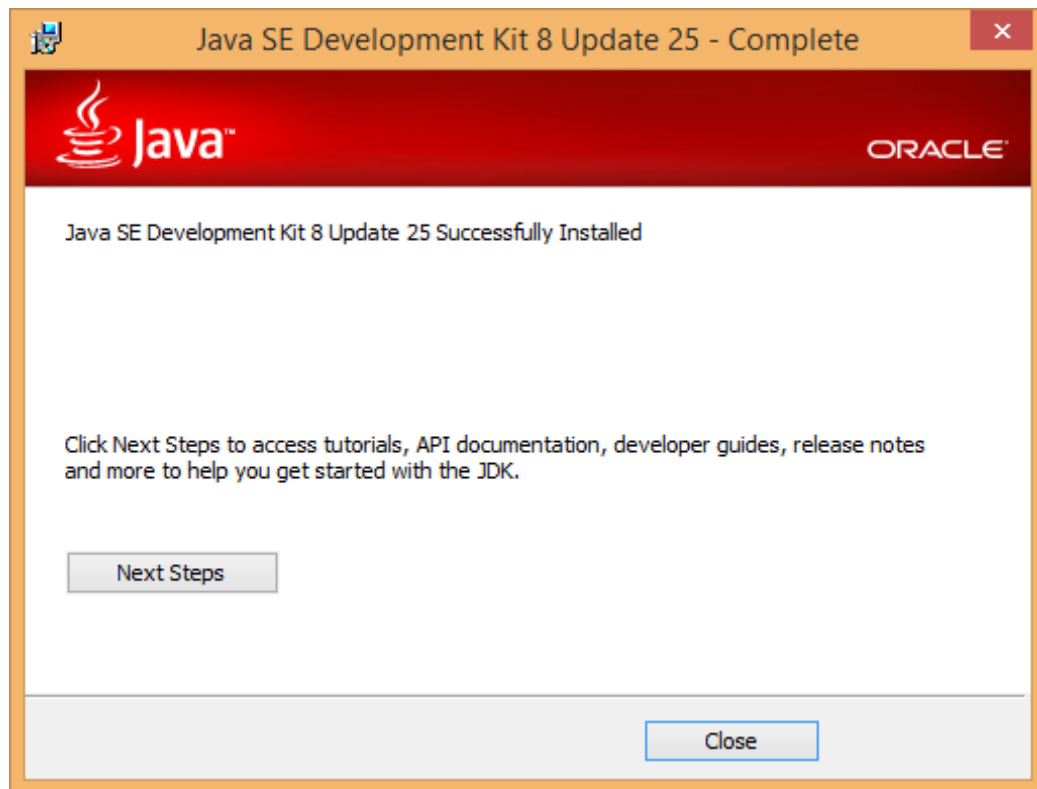 Java SE Development Kit 8 Update 25 - Complete
Java™
ORACLE®
Java SE Development Kit 8 Update 25 Successfully Installed
Click Next Steps to access tutorials, API documentation, developer guides, release notes
and more to help you get started with the JDK.
Next Steps
Close